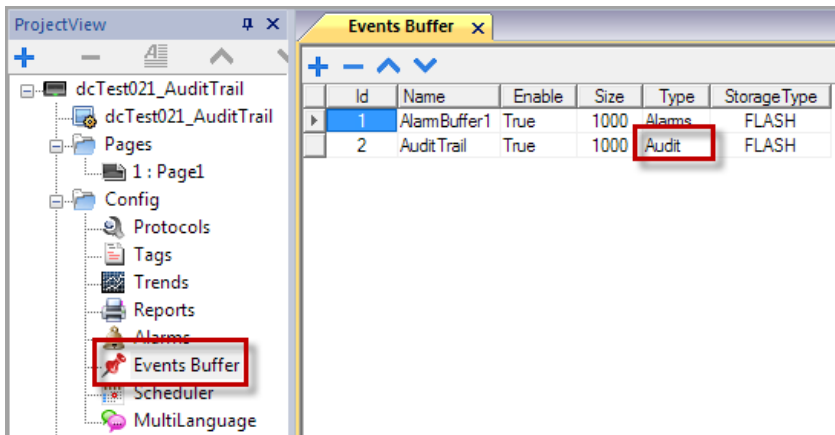 ProjectView
dcTest021_AuditTrail
dcTest021_AuditTrail
Pages
1 : Page1
Config
Protocols
Tags
Trends
Reports
Alarms
Events Buffer
Scheduler
MultiLanguage
Events Buffer
Id Name Enable Size Type StorageType
1 AlarmBuffer1 True 1000 Alarms FLASH
2 AuditTrail True 1000 Audit FLASH